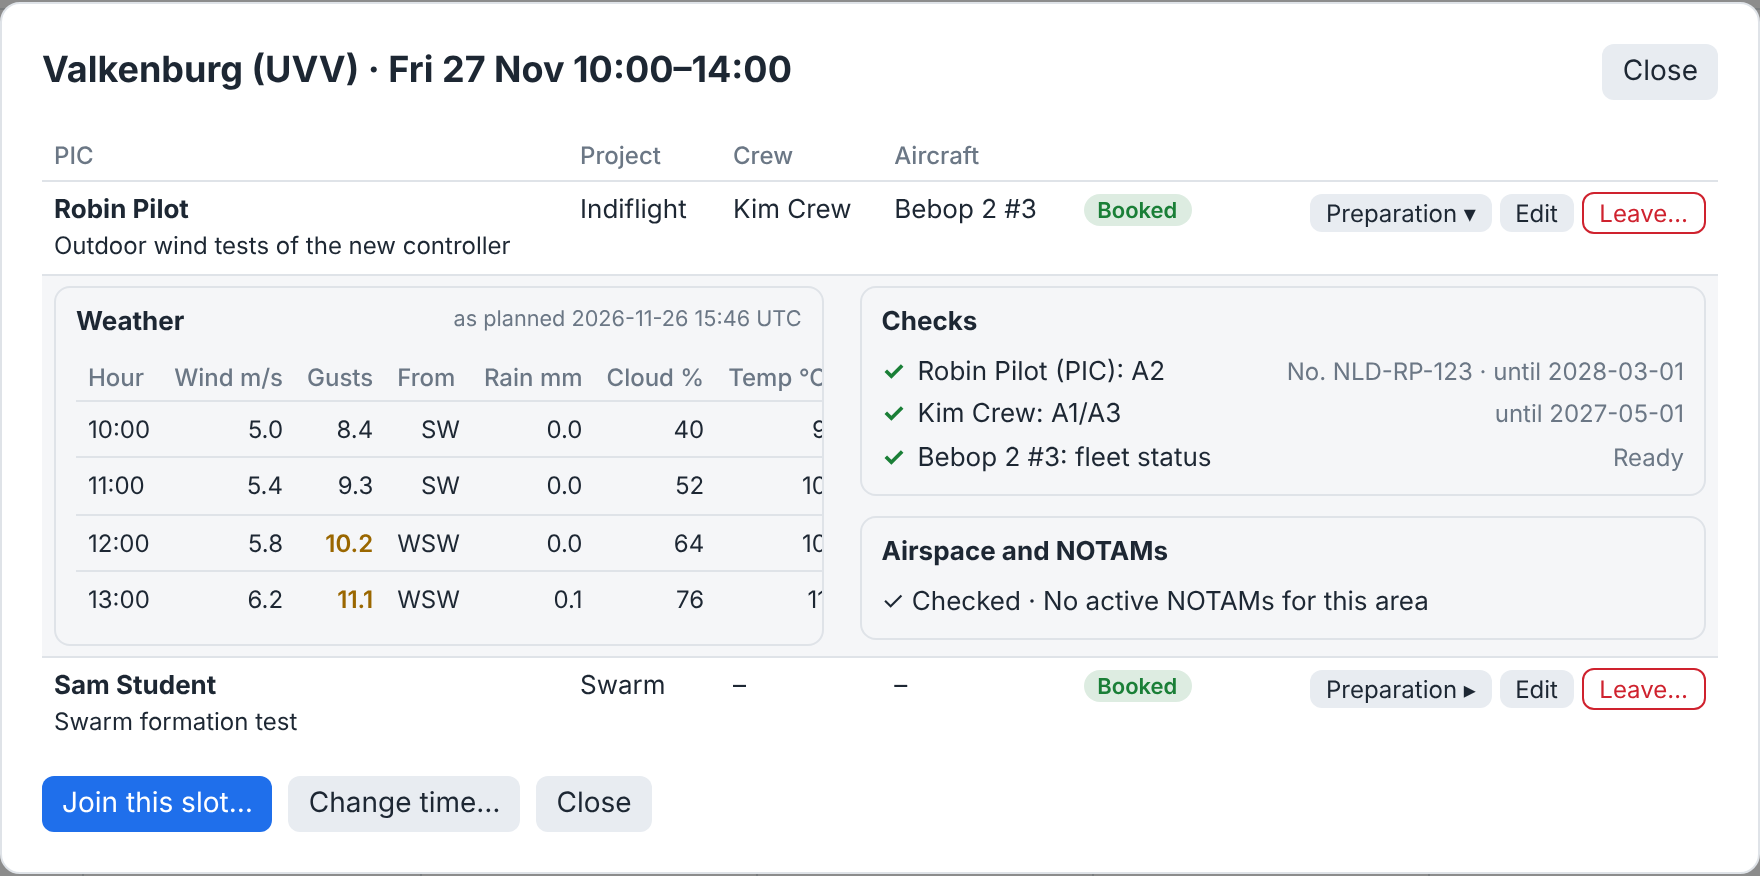 Valkenburg (UVV) · Fri 27 Nov 10:00–14:00
Close
PIC Project Crew Aircraft
Robin Pilot Indiflight Kim Crew Bebop 2 #3 Booked Preparation ▾ Edit Leave…
Outdoor wind tests of the new controller
Weather as planned 2026-11-26 15:46 UTC
Hour Wind m/s Gusts From Rain mm Cloud % Temp °C
10:00 5.0 8.4 SW 0.0 40
11:00 5.4 9.3 SW 0.0 52
12:00 5.8 10.2 WSW 0.0 64
13:00 6.2 11.1 WSW 0.1 76
Checks
✓ Robin Pilot (PIC): A2 No. NLD-RP-123 · until 2028-03-01
✓ Kim Crew: A1/A3 until 2027-05-01
✓ Bebop 2 #3: fleet status Ready
Airspace and NOTAMs
✓ Checked · No active NOTAMs for this area
Sam Student Swarm – – Booked Preparation ▸ Edit Leave…
Swarm formation test
Join this slot… Change time… Close